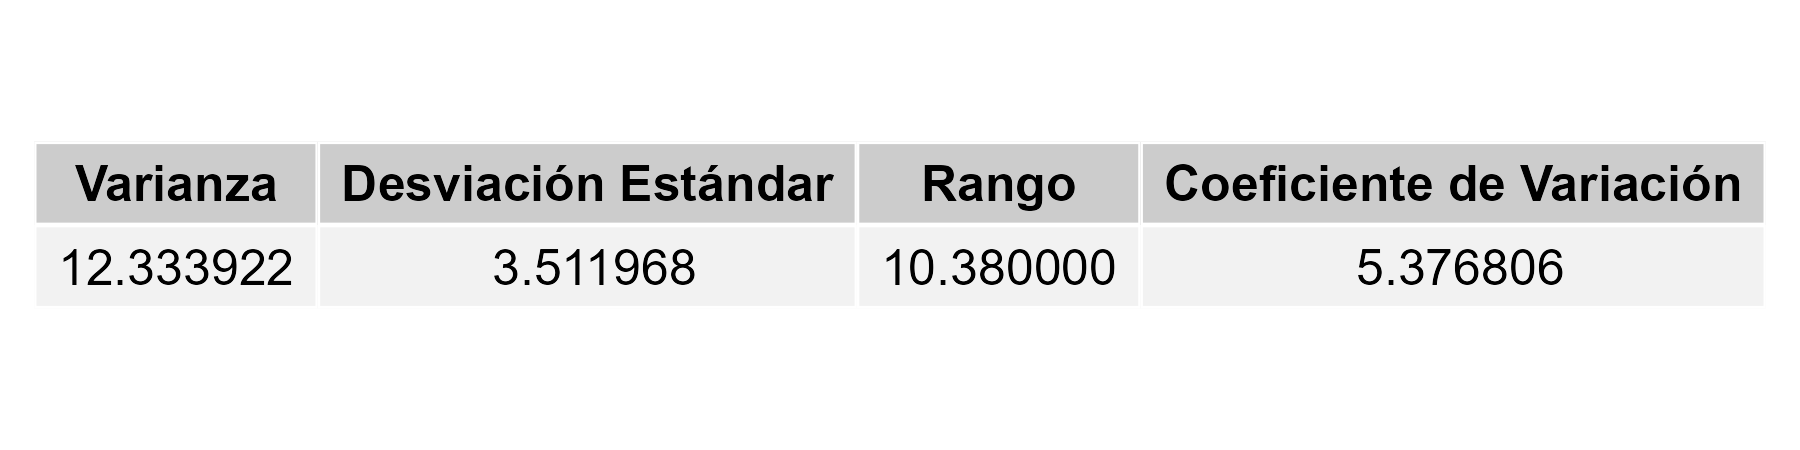 Varianza Desviación Estándar Rango Coeficiente de Variación
12.333922 3.511968 10.380000 5.376806